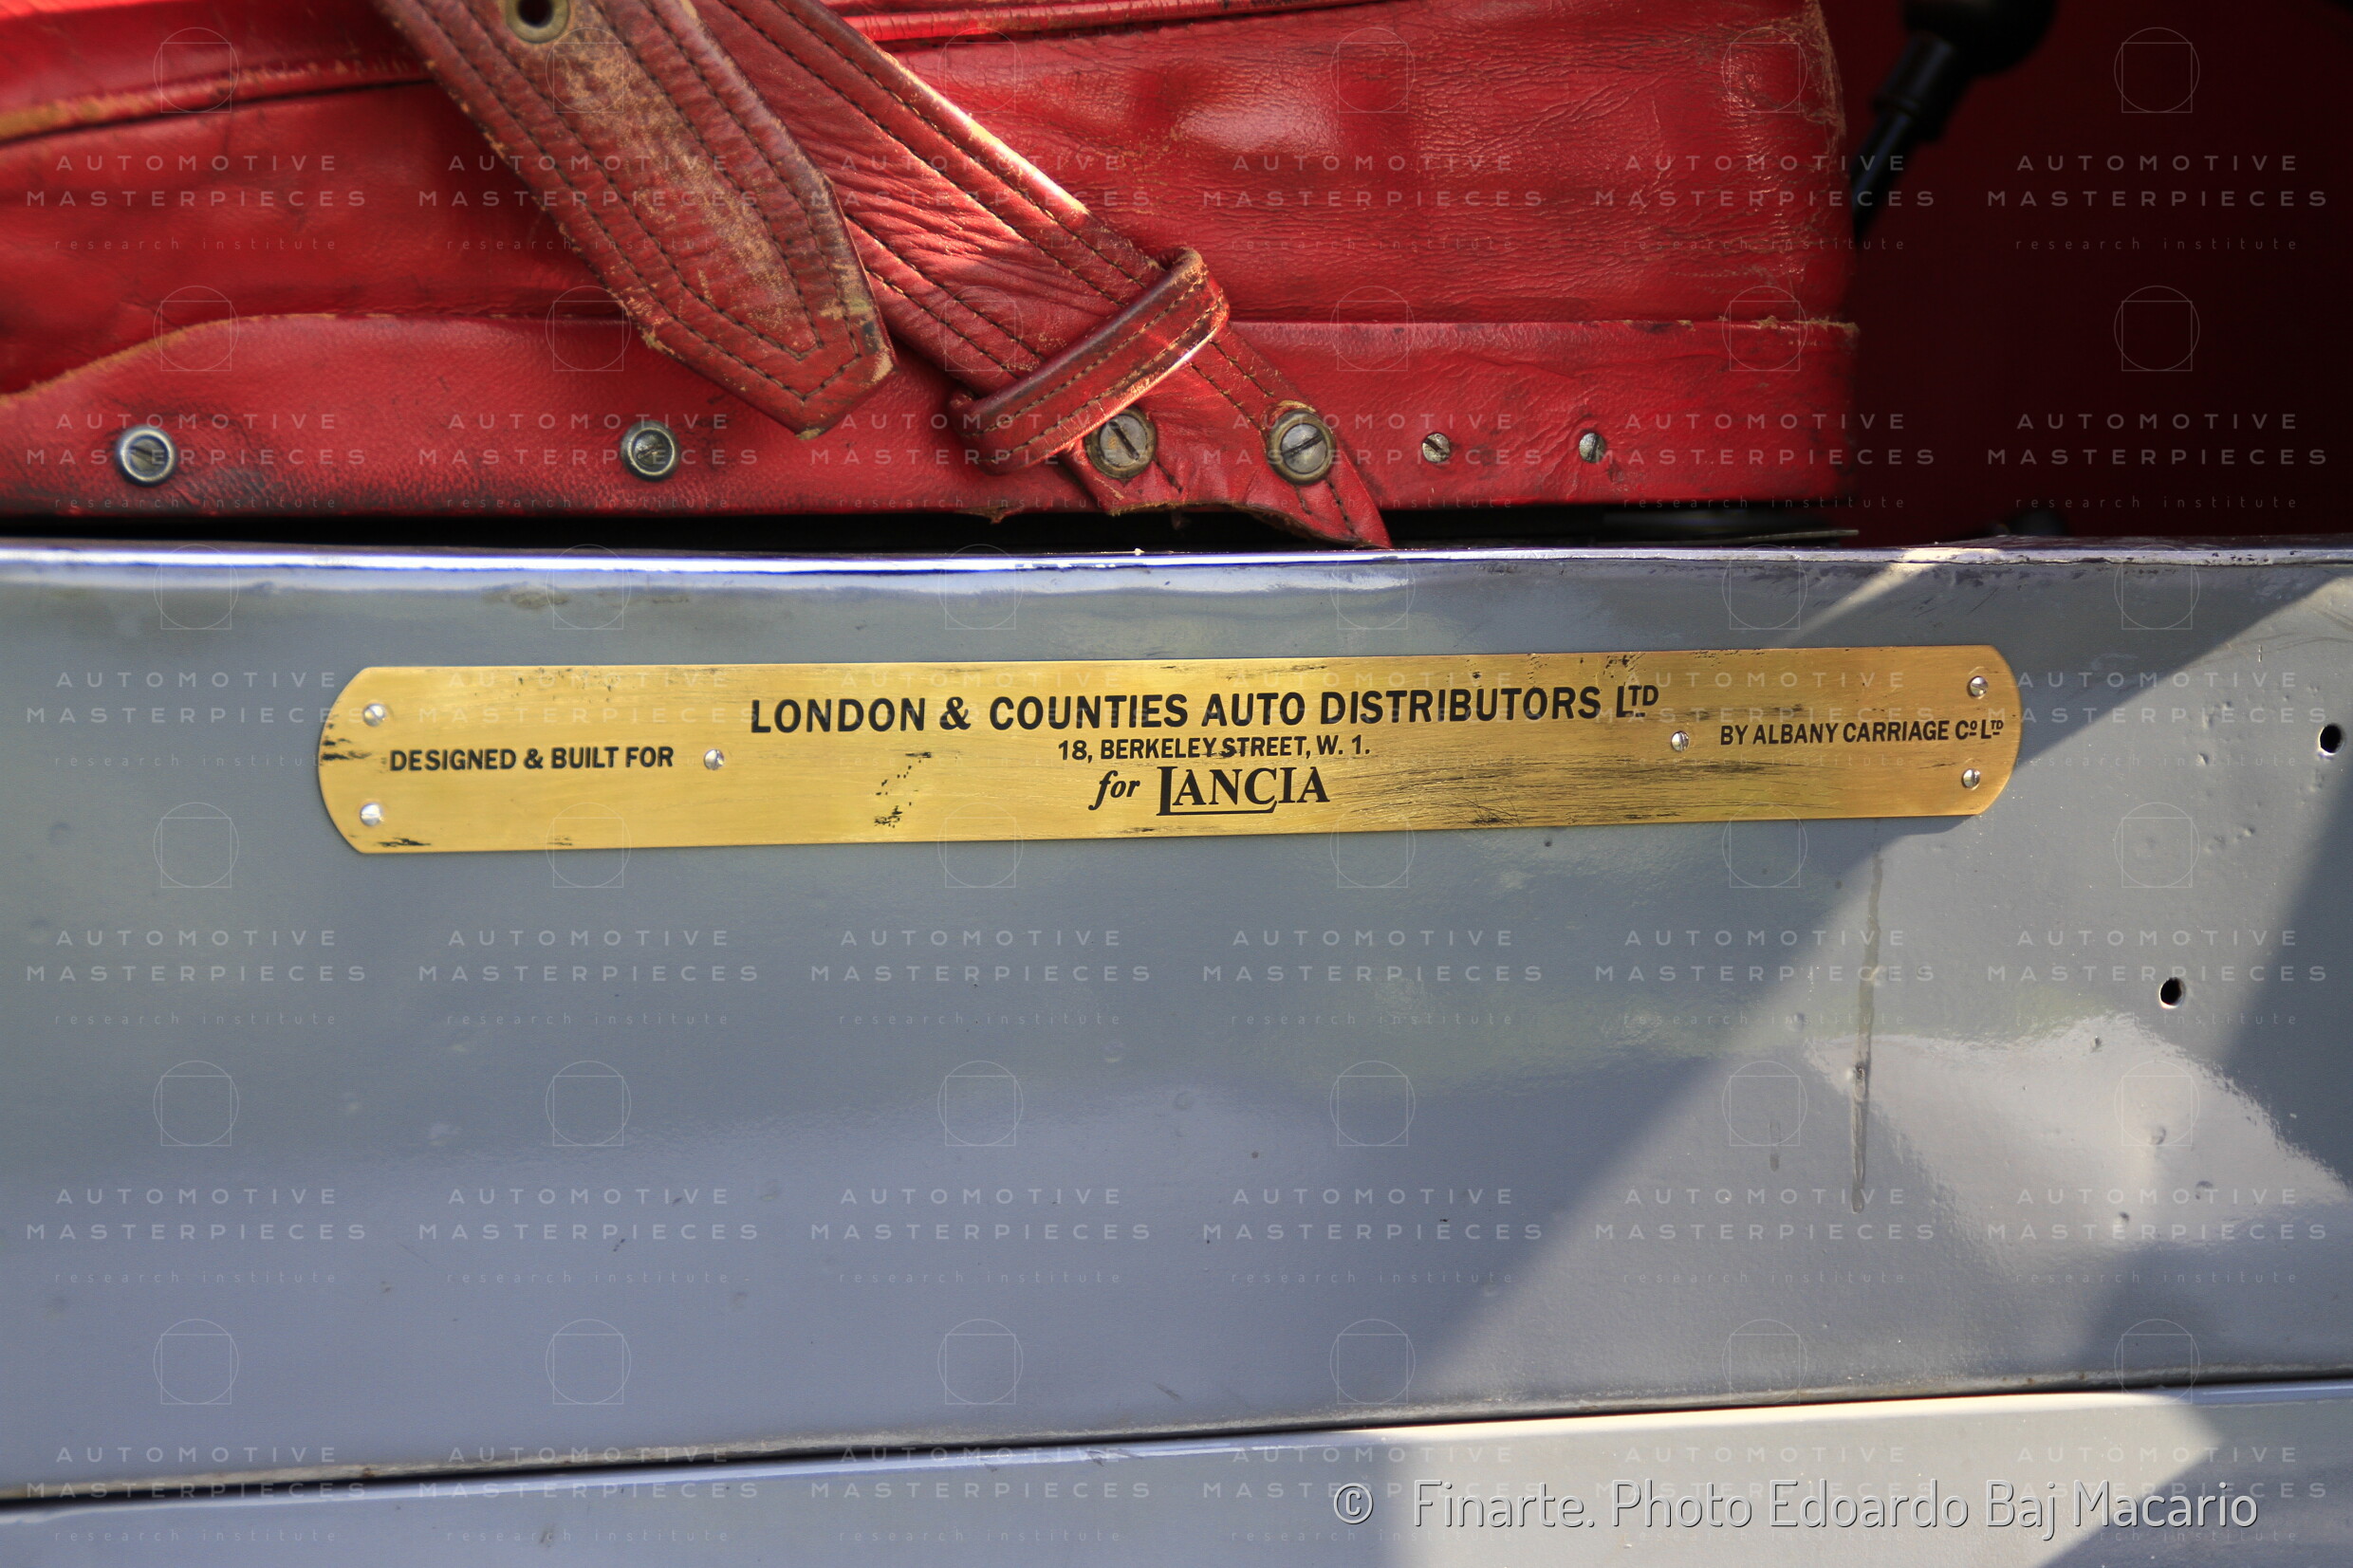 DESIGNED & BUILT FOR
LONDON & COUNTIES AUTO DISTRIBUTORS LTD
18, BERKELEY STREET, W. 1.
for LANCIA
BY ALBANY CARRIAGE Co LTD
AUTOMOTIVE
MASTERPIECES
research institute
© Finarte. Photo Edoardo Baj Macario